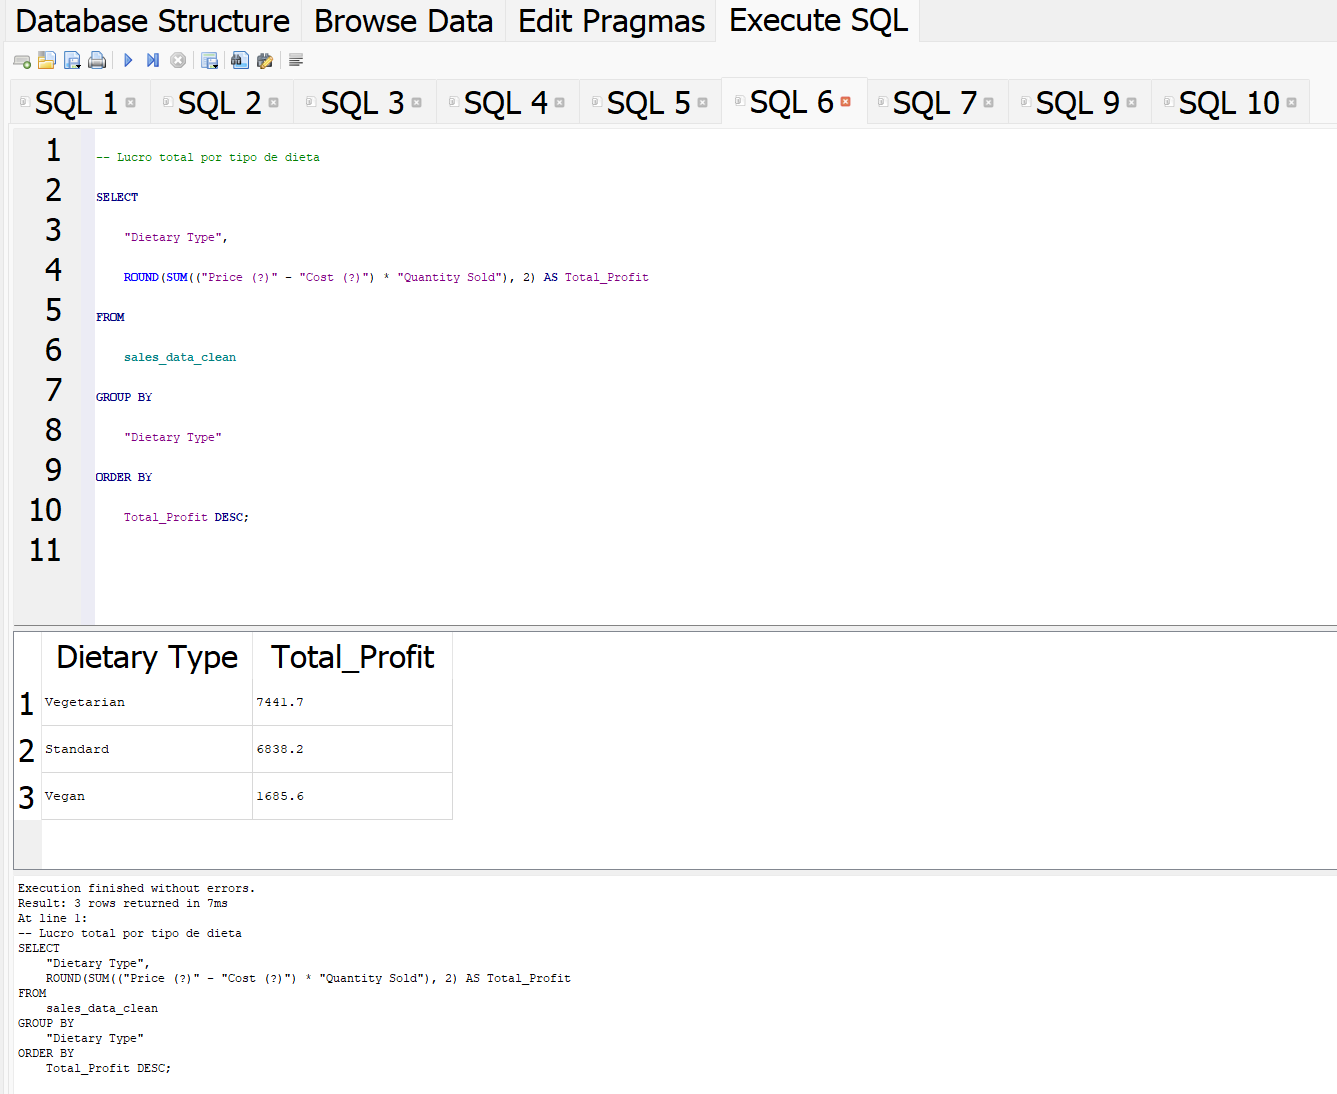 Database Structure Browse Data Edit Pragmas Execute SQL
SQL 1 SQL 2 SQL 3 SQL 4 SQL 5 SQL 6 SQL 7 SQL 9 SQL 10
1 -- Lucro total por tipo de dieta
2 SELECT
3 "Dietary Type",
4 ROUND(SUM(("Price (?)" - "Cost (?)") * "Quantity Sold"), 2) AS Total_Profit
5 FROM
6 sales_data_clean
7 GROUP BY
8 "Dietary Type"
9 ORDER BY
10 Total_Profit DESC;
11
Dietary Type Total_Profit
1 Vegetarian 7441.7
2 Standard 6838.2
3 Vegan 1685.6
Execution finished without errors.
Result: 3 rows returned in 7ms
At line 1:
-- Lucro total por tipo de dieta
SELECT
"Dietary Type",
ROUND(SUM(("Price (?)" - "Cost (?)") * "Quantity Sold"), 2) AS Total_Profit
FROM
sales_data_clean
GROUP BY
"Dietary Type"
ORDER BY
Total_Profit DESC;